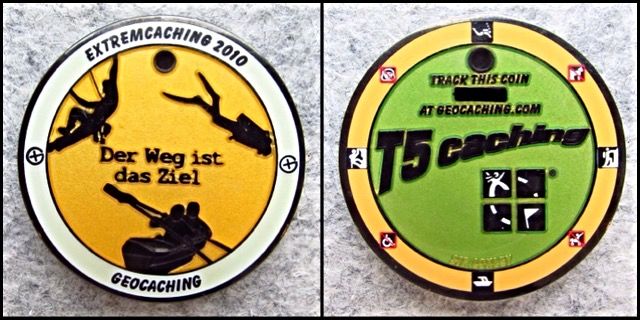 EXTREMCACHING 2010
Der Weg ist
das Ziel
GEOCACHING
TRACK THIS COIN
AT GEOCACHING.COM
T5 caching
®